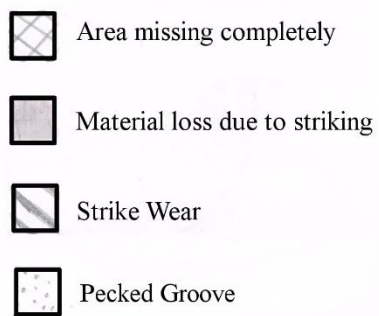 Area missing completely
Material loss due to striking
Strike Wear
Pecked Groove